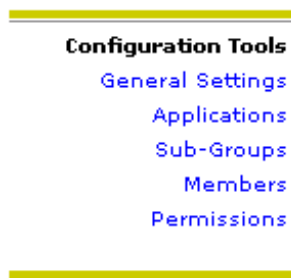 Configuration Tools
General Settings
Applications
Sub-Groups
Members
Permissions